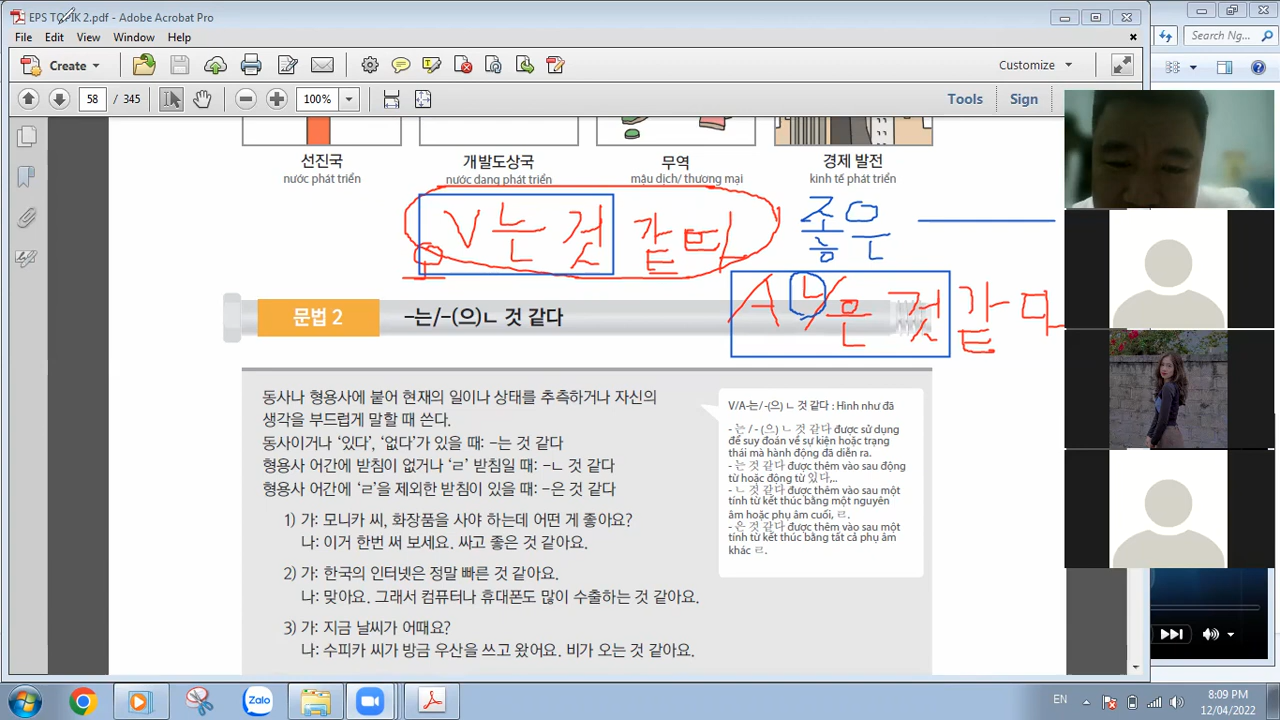 EPS TOPIK 2.pdf - Adobe Acrobat Pro
File Edit View Window Help
Search Ng...
Create
Customize
58 / 345
100%
Tools Sign
선진국
nước phát triển
개발도상국
nước đang phát triển
무역
mậu dịch/ thương mại
경제 발전
kinh tế phát triển
V는 것 같다
좋은
A ㄴ/은 것 같다
문법 2
-는/-(으)ㄴ 것 같다
동사나 형용사에 붙어 현재의 일이나 상태를 추측하거나 자신의
생각을 부드럽게 말할 때 쓴다.
동사이거나 ‘있다’, ‘없다’가 있을 때: -는 것 같다
형용사 어간에 받침이 없거나 ‘ㄹ’ 받침일 때: -ㄴ 것 같다
형용사 어간에 ‘ㄹ’을 제외한 받침이 있을 때: -은 것 같다
1) 가: 모니카 씨, 화장품을 사야 하는데 어떤 게 좋아요?
나: 이거 한번 써 보세요. 싸고 좋은 것 같아요.
2) 가: 한국의 인터넷은 정말 빠른 것 같아요.
나: 맞아요. 그래서 컴퓨터나 휴대폰도 많이 수출하는 것 같아요.
3) 가: 지금 날씨가 어때요?
나: 수피카 씨가 방금 우산을 쓰고 왔어요. 비가 오는 것 같아요.
V/A-는/-(으)ㄴ 것 같다 : Hình như đã
- 는 / - (으) ㄴ 것 같다 được sử dụng
để suy đoán về sự kiện hoặc trạng
thái mà hành động đã diễn ra.
- 는 것 같다 được thêm vào sau động
từ hoặc động từ 있다,..
- ㄴ 것 같다 được thêm vào sau một
tính từ kết thúc bằng một nguyên
âm hoặc phụ âm cuối, ㄹ.
- 은 것 같다 được thêm vào sau một
tính từ kết thúc bằng tất cả phụ âm
khác ㄹ.
Zalo
EN
8:09 PM
12/04/2022